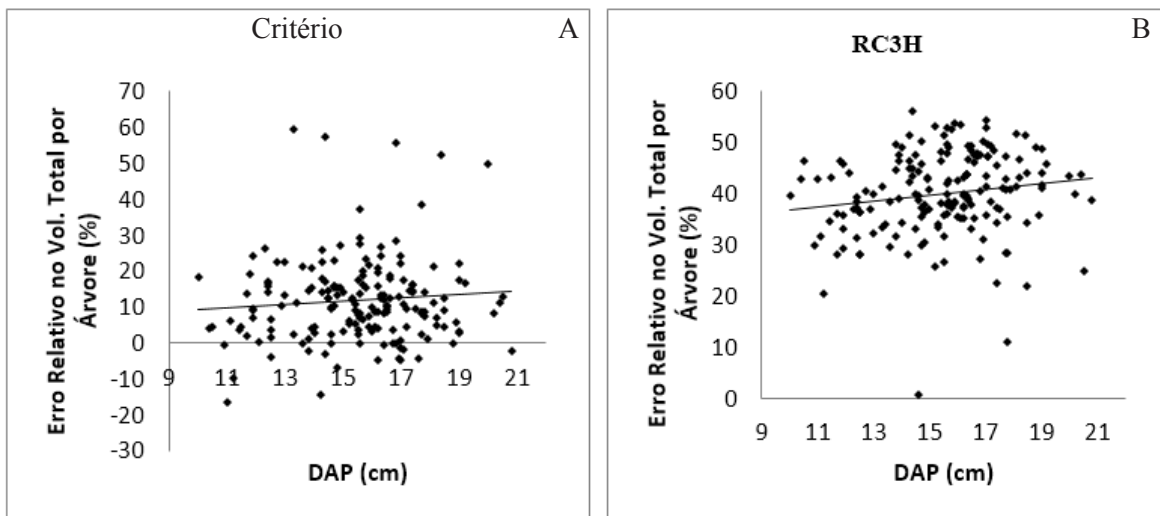 Critério A
70
60
50
40
30
20
10
0
-10
-20
-30
9 11 13 15 17 19 21
Erro Relativo no Vol. Total por
Árvore (%)
DAP (cm)
RC3H B
60
50
40
30
20
10
0
9 11 13 15 17 19 21
Erro Relativo no Vol. Total por
Árvore (%)
DAP (cm)